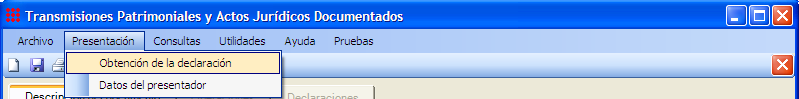 Transmisiones Patrimoniales y Actos Jurídicos Documentados
Archivo Presentación Consultas Utilidades Ayuda Pruebas
Obtención de la declaración
Datos del presentador
Declaraciones